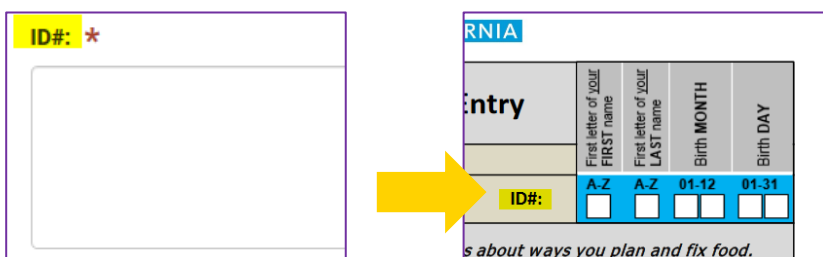 ID#: *
RNIA
Entry
First letter of your
FIRST name
First letter of your
LAST name
Birth MONTH
Birth DAY
ID#:
A-Z A-Z 01-12 01-31
s about ways you plan and fix food.